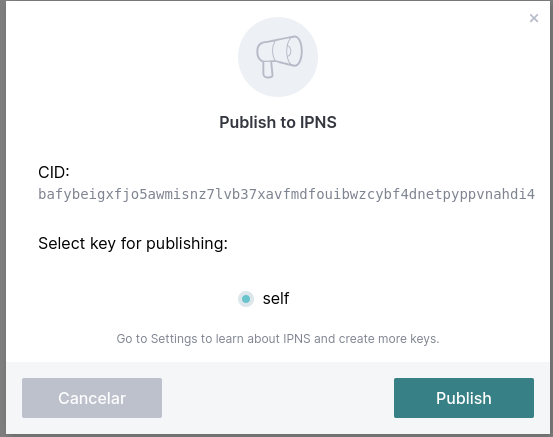 ×
Publish to IPNS
CID:
bafybeigxfjo5awmisnz7lvb37xavfmdfouibwzcybf4dnetpyppvnahdi4
Select key for publishing:
self
Go to Settings to learn about IPNS and create more keys.
Cancelar
Publish